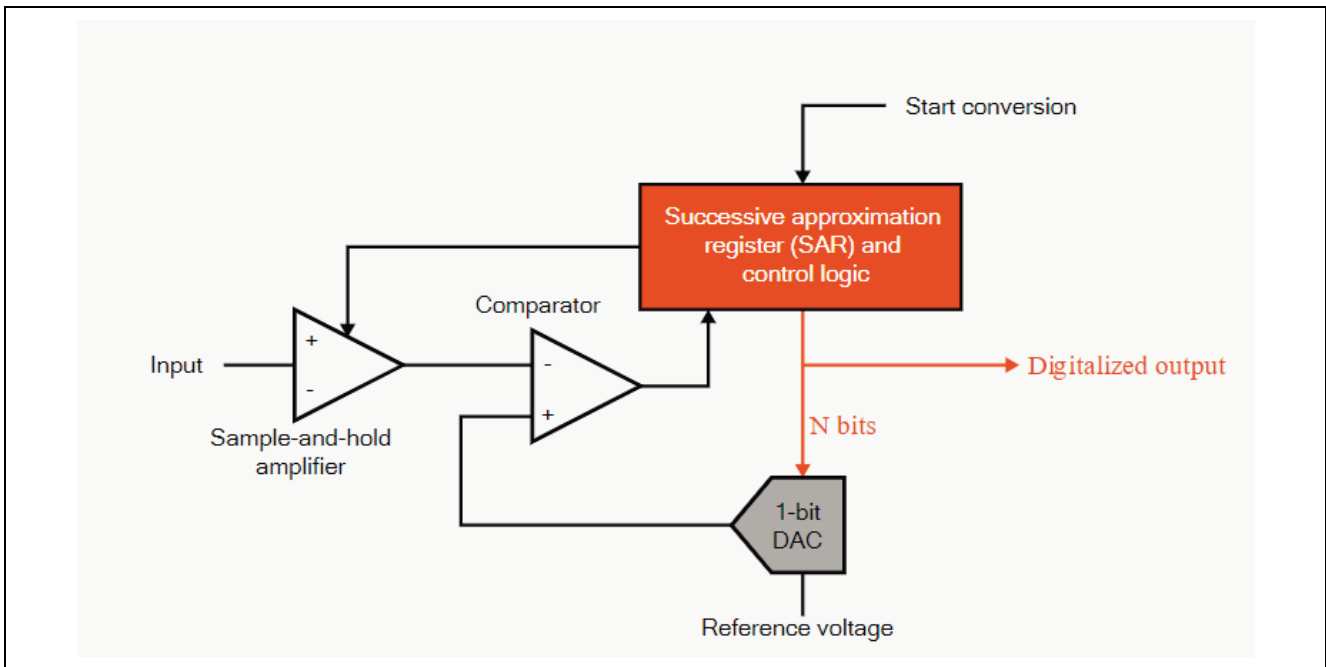 Start conversion
Successive approximation
register (SAR) and
control logic
Comparator
+
-
Input
-
+
Sample-and-hold
amplifier
Digitalized output
N bits
1-bit
DAC
Reference voltage